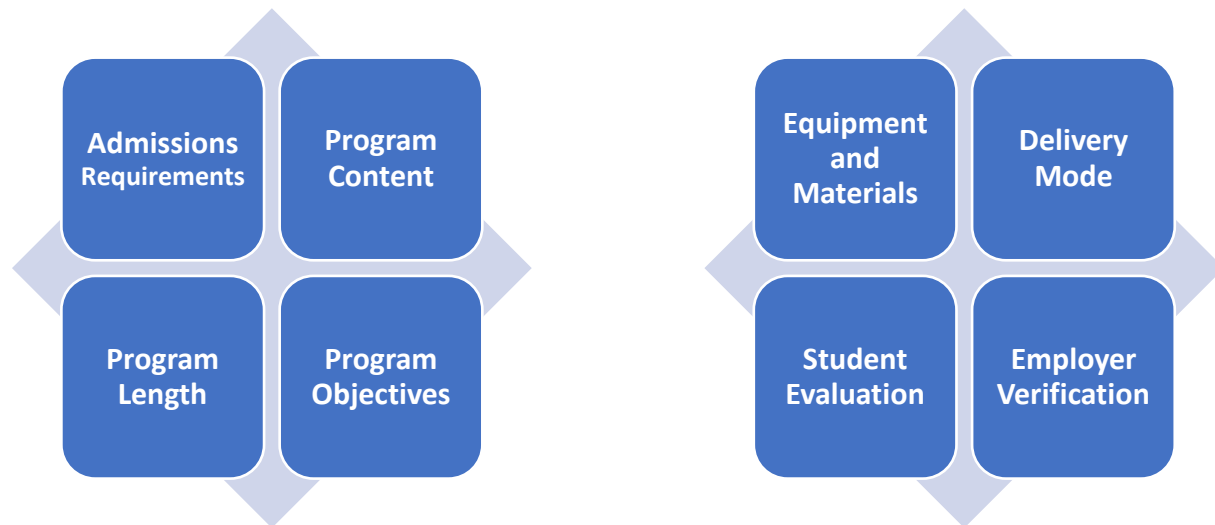 Admissions
Requirements
Program
Content
Program
Length
Program
Objectives
Equipment
and
Materials
Delivery
Mode
Student
Evaluation
Employer
Verification